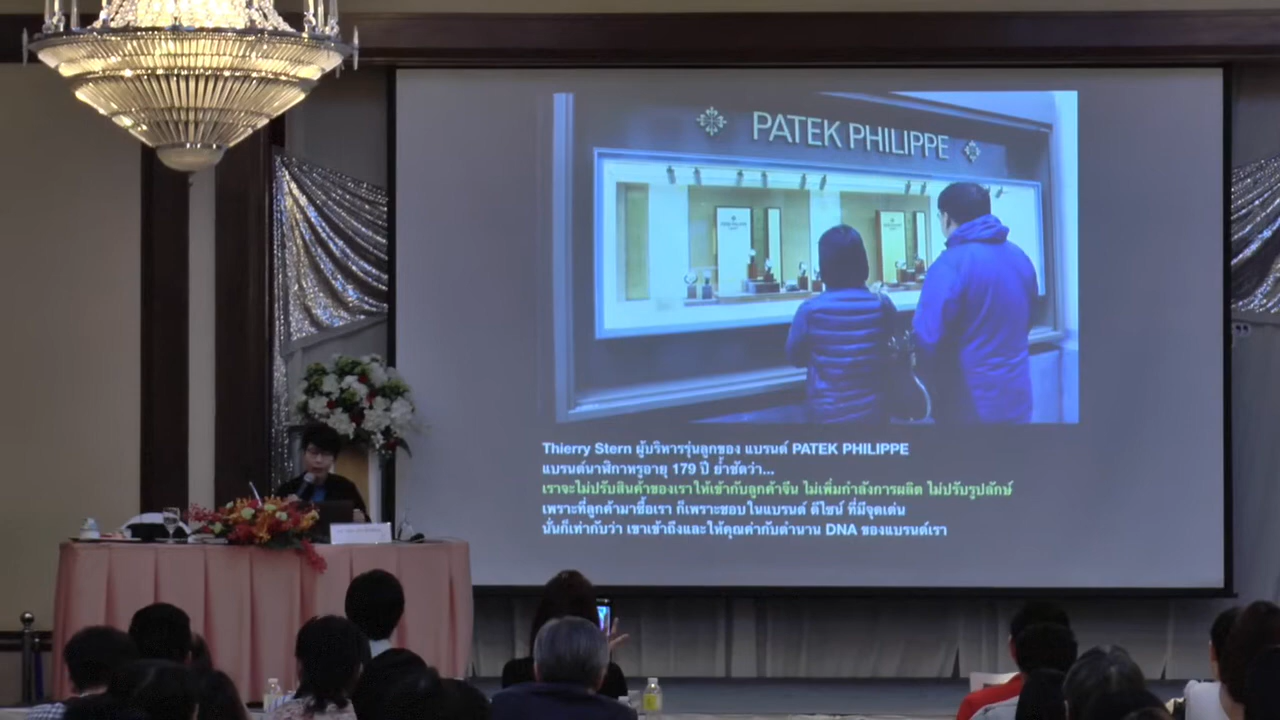 PATEK PHILIPPE
Thierry Stern ผู้บริหารรุ่นลูกของ แบรนด์ PATEK PHILIPPE
แบรนด์นาฬิกาหรูอายุ 179 ปี ย้ำชัดว่า...
เราจะไม่ปรับสินค้าของเราให้เข้ากับลูกค้าจีน ไม่เพิ่มกำลังการผลิต ไม่ปรับรูปลักษ์
เพราะที่ลูกค้ามาซื้อเรา ก็เพราะชอบในแบรนด์ ดีไซน์ ที่มีจุดเด่น
นั่นก็เท่ากับว่า เขาเข้าถึงและให้คุณค่ากับตำนาน DNA ของแบรนด์เรา